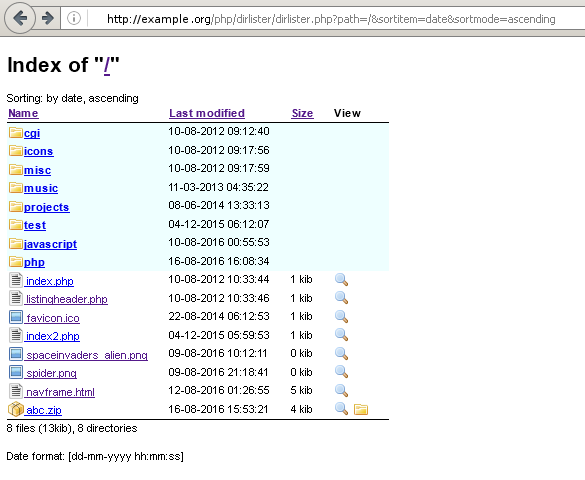 http://example.org/php/dirlister/dirlister.php?path=/&sortitem=date&sortmode=ascending
Index of "/"
Sorting: by date, ascending
Name Last modified Size View
cgi 10-08-2012 09:12:40
icons 10-08-2012 09:17:56
misc 10-08-2012 09:17:59
music 11-03-2013 04:35:22
projects 08-06-2014 13:33:13
test 04-12-2015 06:12:07
javascript 10-08-2016 00:55:53
php 16-08-2016 16:08:34
index.php 10-08-2012 10:33:44 1 kib
listingheader.php 10-08-2012 10:33:46 1 kib
favicon.ico 22-08-2014 06:12:53 1 kib
index2.php 04-12-2015 05:59:53 1 kib
spaceinvaders_alien.png 09-08-2016 10:12:11 0 kib
spider.png 09-08-2016 21:18:41 0 kib
navframe.html 12-08-2016 01:26:55 5 kib
abc.zip 16-08-2016 15:53:21 4 kib
8 files (13kib), 8 directories
Date format: [dd-mm-yyyy hh:mm:ss]